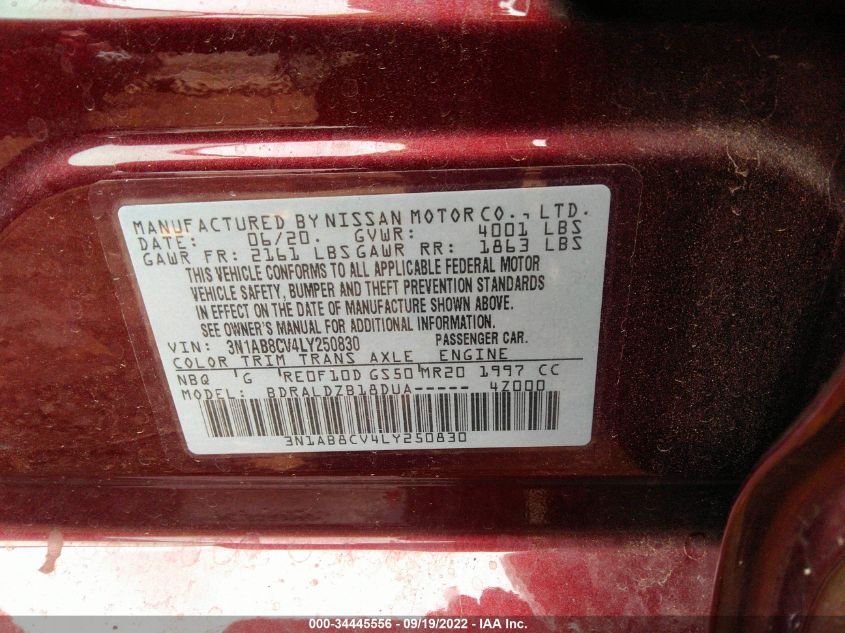 MANUFACTURED BY NISSAN MOTOR CO., LTD.
DATE: 06/20. GVWR: 4001 LBS
GAWR FR: 2161 LBS GAWR RR: 1863 LBS
THIS VEHICLE CONFORMS TO ALL APPLICABLE FEDERAL MOTOR
VEHICLE SAFETY, BUMPER AND THEFT PREVENTION STANDARDS
IN EFFECT ON THE DATE OF MANUFACTURE SHOWN ABOVE.
SEE OWNER'S MANUAL FOR ADDITIONAL INFORMATION.
VIN: 3N1AB8CV4LY250830 PASSENGER CAR.
COLOR TRIM TRANS AXLE ENGINE
NBQ G RE0F10D GS50 MR20 1997 CC
MODEL: BDRALDZB18DUA----- 47000
3N1AB8CV4LY250830
000-34445556 - 09/19/2022 - IAA Inc.